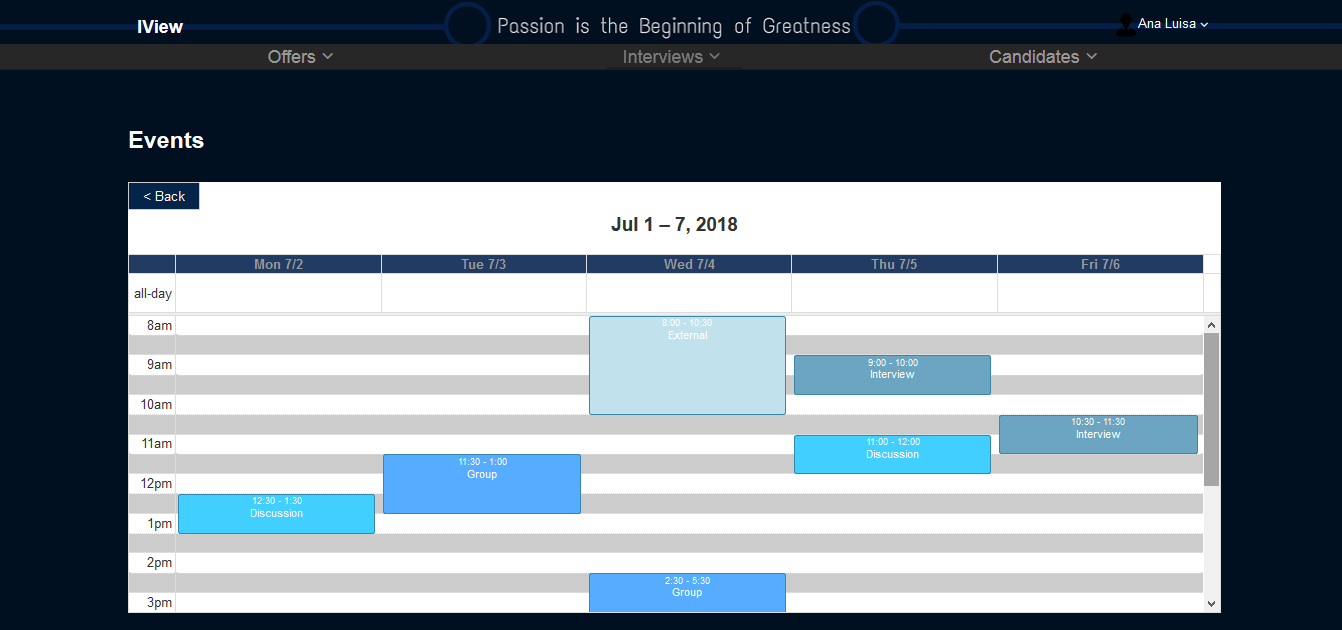 IView
Passion is the Beginning of Greatness
Ana Luisa
Offers
Interviews
Candidates
Events
< Back
Jul 1 – 7, 2018
Mon 7/2 Tue 7/3 Wed 7/4 Thu 7/5 Fri 7/6
all-day
8am
8:00 - 10:30
External
9am
9:00 - 10:00
Interview
10am
10:30 - 11:30
Interview
11am
11:00 - 12:00
Discussion
11:30 - 1:00
Group
12pm
12:30 - 1:30
Discussion
1pm
2pm
2:30 - 5:30
Group
3pm